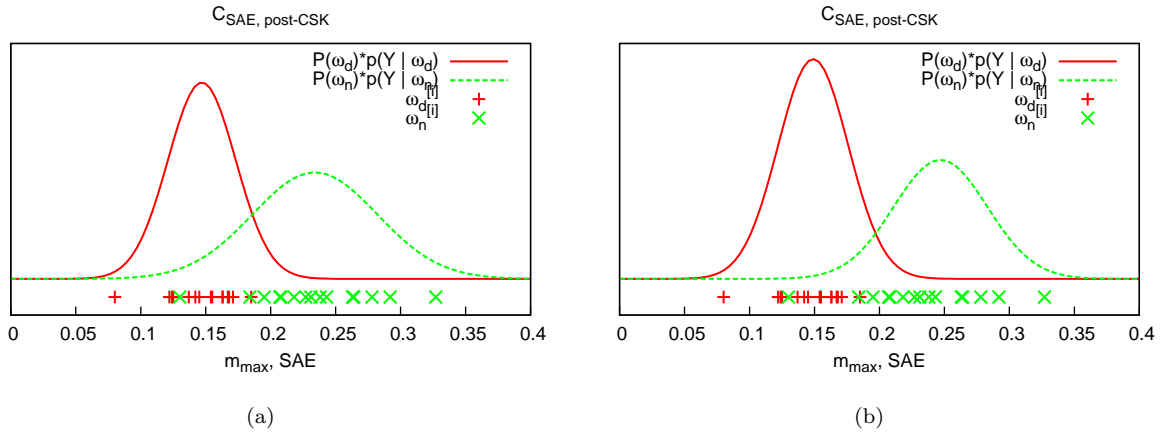 C_SAE, post-CSK
P(ω_d)*p(Y | ω_d)
P(ω_n)*p(Y | ω_n)
ω_d[i]
ω_n[i]
0 0.05 0.1 0.15 0.2 0.25 0.3 0.35 0.4
m_max, SAE
(a)
C_SAE, post-CSK
P(ω_d)*p(Y | ω_d)
P(ω_n)*p(Y | ω_n)
ω_d[i]
ω_n[i]
0 0.05 0.1 0.15 0.2 0.25 0.3 0.35 0.4
m_max, SAE
(b)